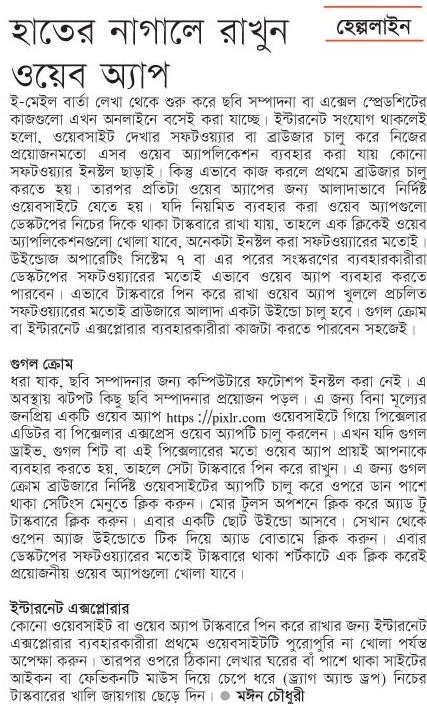 হাতের নাগালে রাখুন
ওয়েব অ্যাপ
হেল্পলাইন
ই-মেইল বার্তা লেখা থেকে শুরু করে ছবি সম্পাদনা বা এক্সেল স্প্রেডশিটের
কাজগুলো এখন অনলাইনে বসেই করা যাচ্ছে। ইন্টারনেট সংযোগ থাকলেই
হলো, ওয়েবসাইট দেখার সফটওয়্যার বা ব্রাউজার চালু করে নিজের
প্রয়োজনমতো এসব ওয়েব অ্যাপলিকেশন ব্যবহার করা যায় কোনো
সফটওয়্যার ইনস্টল ছাড়াই। কিন্তু এভাবে কাজ করলে প্রথমে ব্রাউজার চালু
করতে হয়। তারপর প্রতিটা ওয়েব অ্যাপের জন্য আলাদাভাবে নির্দিষ্ট
ওয়েবসাইটে যেতে হয়। যদি নিয়মিত ব্যবহার করা ওয়েব অ্যাপগুলো
ডেস্কটপের নিচের দিকে থাকা টাস্কবারে রাখা যায়, তাহলে এক ক্লিকেই ওয়েব
অ্যাপলিকেশনগুলো খোলা যাবে, অনেকটা ইনস্টল করা সফটওয়্যারের মতোই।
উইন্ডোজ অপারেটিং সিস্টেম ৭ বা এর পরের সংস্করণের ব্যবহারকারীরা
ডেস্কটপের সফটওয়্যারের মতোই এভাবে ওয়েব অ্যাপ ব্যবহার করতে
পারবেন। এভাবে টাস্কবারে পিন করে রাখা ওয়েব অ্যাপ খুললে প্রচলিত
সফটওয়্যারের মতোই ব্রাউজারে আলাদা একটা উইন্ডো চালু হবে। গুগল ক্রোম
বা ইন্টারনেট এক্সপ্লোরার ব্যবহারকারীরা কাজটা করতে পারবেন সহজেই।
গুগল ক্রোম
ধরা যাক, ছবি সম্পাদনার জন্য কম্পিউটারে ফটোশপ ইনস্টল করা নেই। এ
অবস্থায় ঝটপট কিছু ছবি সম্পাদনার প্রয়োজন পড়ল। এ জন্য বিনা মূল্যের
জনপ্রিয় একটি ওয়েব অ্যাপ https://pixlr.com ওয়েবসাইটে গিয়ে পিক্সেলার
এডিটর বা পিক্সেলার এক্সপ্রেস ওয়েব অ্যাপটি চালু করলেন। এখন যদি গুগল
ড্রাইভ, গুগল শিট বা এই পিক্সেলারের মতো ওয়েব অ্যাপ প্রায়ই আপনাকে
ব্যবহার করতে হয়, তাহলে সেটা টাস্কবারে পিন করে রাখুন। এ জন্য গুগল
ক্রোম ব্রাউজারে নির্দিষ্ট ওয়েবসাইটের অ্যাপটি চালু করে ওপরে ডান পাশে
থাকা সেটিংস মেনুতে ক্লিক করুন। মোর টুলস অপশনে ক্লিক করে অ্যাড টু
টাস্কবারে ক্লিক করুন। এবার একটি ছোট উইন্ডো আসবে। সেখান থেকে
ওপেন অ্যাজ উইন্ডোতে টিক দিয়ে অ্যাড বোতামে ক্লিক করুন। এবার
ডেস্কটপের সফটওয়্যারের মতোই টাস্কবারে থাকা শর্টকাটে এক ক্লিক করেই
প্রয়োজনীয় ওয়েব অ্যাপগুলো খোলা যাবে।
ইন্টারনেট এক্সপ্লোরার
কোনো ওয়েবসাইট বা ওয়েব অ্যাপ টাস্কবারে পিন করে রাখার জন্য ইন্টারনেট
এক্সপ্লোরার ব্যবহারকারীরা প্রথমে ওয়েবসাইটটি পুরোপুরি না খোলা পর্যন্ত
অপেক্ষা করুন। তারপর ওপরে ঠিকানা লেখার ঘরের বাঁ পাশে থাকা সাইটের
আইকন বা ফেভিকনটি মাউস দিয়ে চেপে ধরে (ড্র্যাগ অ্যান্ড ড্রপ) নিচের
টাস্কবারের খালি জায়গায় ছেড়ে দিন। ● মঈন চৌধুরী